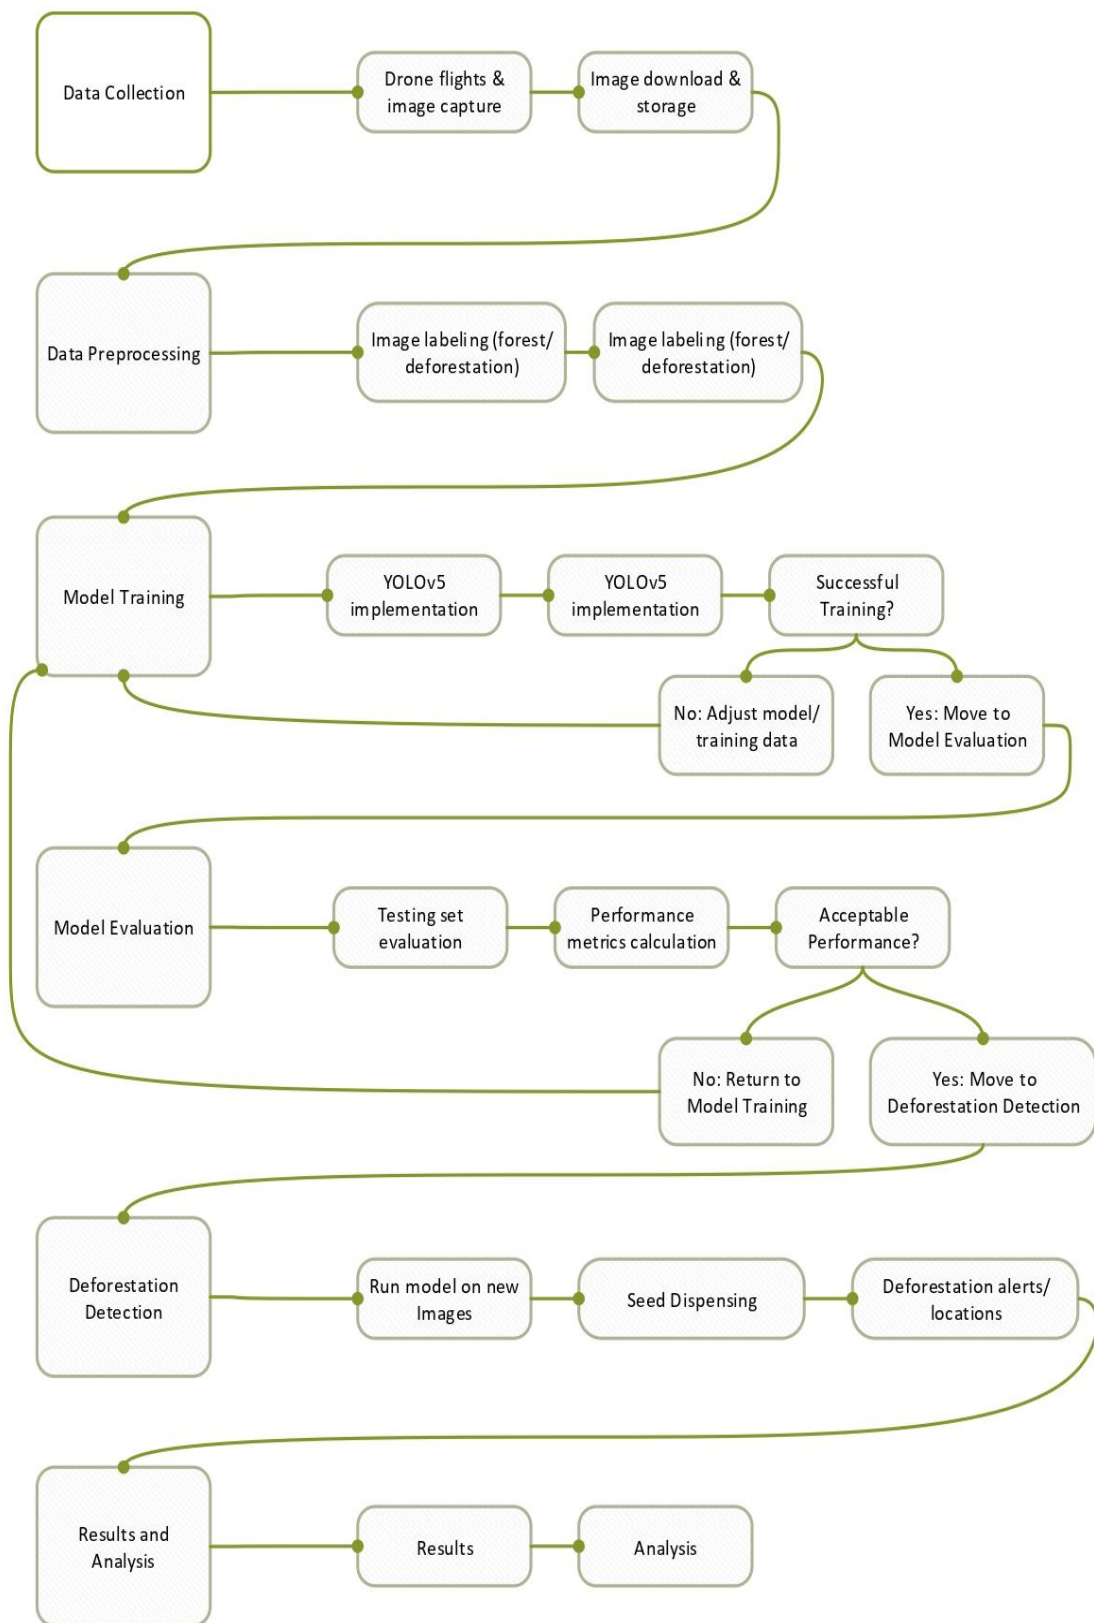 Data Collection
Drone flights &
image capture
Image download &
storage
Data Preprocessing
Image labeling (forest/
deforestation)
Image labeling (forest/
deforestation)
Model Training
YOLOv5
implementation
YOLOv5
implementation
Successful
Training?
No: Adjust model/
training data
Yes: Move to
Model Evaluation
Model Evaluation
Testing set
evaluation
Performance
metrics calculation
Acceptable
Performance?
No: Return to
Model Training
Yes: Move to
Deforestation Detection
Deforestation
Detection
Run model on new
Images
Seed Dispensing
Deforestation alerts/
locations
Results and
Analysis
Results
Analysis